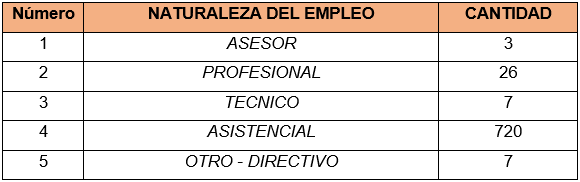 Número NATURALEZA DEL EMPLEO CANTIDAD
1 ASESOR 3
2 PROFESIONAL 26
3 TECNICO 7
4 ASISTENCIAL 720
5 OTRO - DIRECTIVO 7